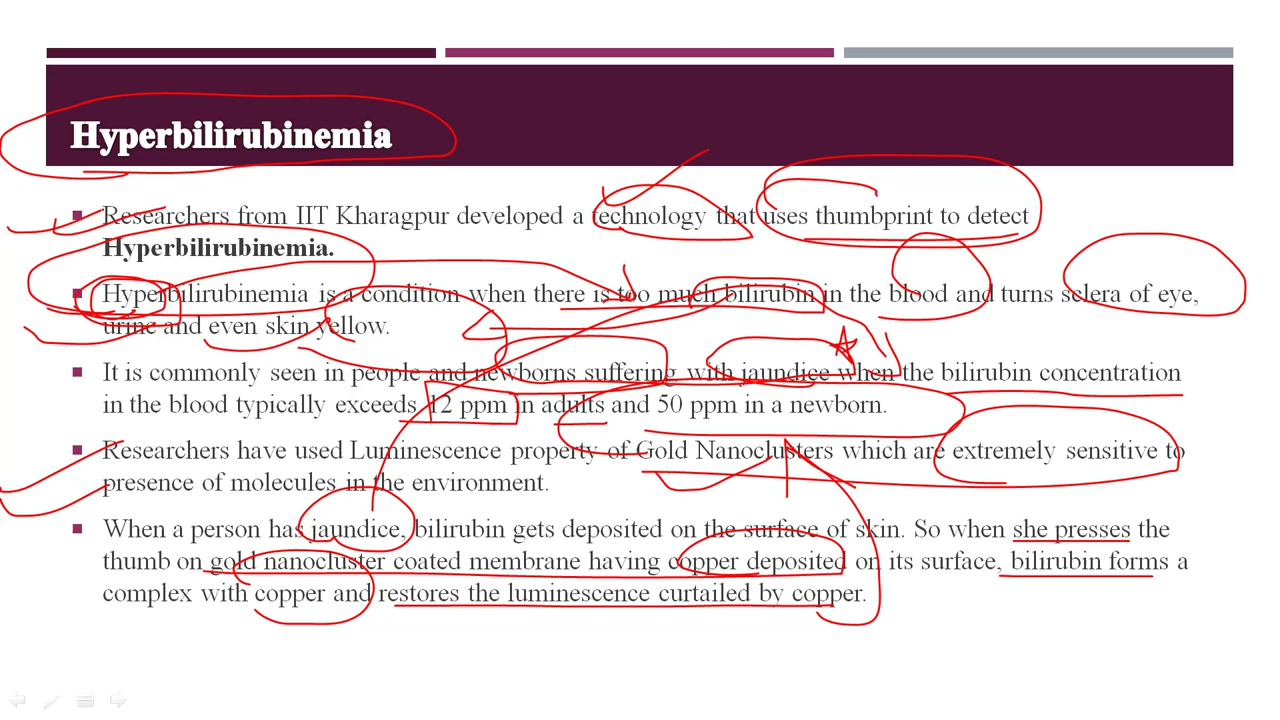 Hyperbilirubinemia
Researchers from IIT Kharagpur developed a technology that uses thumbprint to detect
Hyperbilirubinemia.
Hyperbilirubinemia is a condition when there is too much bilirubin in the blood and turns sclera of eye,
urine and even skin yellow.
It is commonly seen in people and newborns suffering with jaundice when the bilirubin concentration
in the blood typically exceeds 12 ppm in adults and 50 ppm in a newborn.
Researchers have used Luminescence property of Gold Nanoclusters which are extremely sensitive to
presence of molecules in the environment.
When a person has jaundice, bilirubin gets deposited on the surface of skin. So when she presses the
thumb on gold nanocluster coated membrane having copper deposited on its surface, bilirubin forms a
complex with copper and restores the luminescence curtailed by copper.